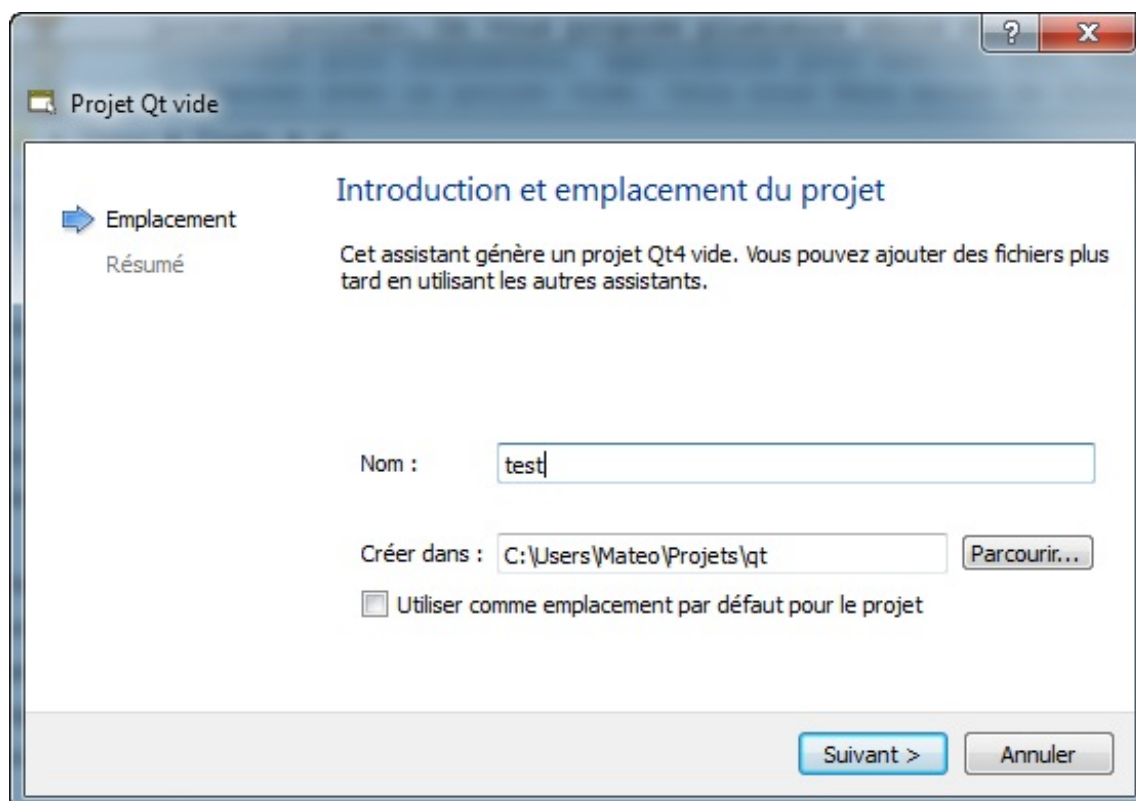 Projet Qt vide
Emplacement
Résumé
Introduction et emplacement du projet
Cet assistant génère un projet Qt4 vide. Vous pouvez ajouter des fichiers plus
tard en utilisant les autres assistants.
Nom :
test
Créer dans :
C:\Users\Mateo\Projets\qt
Parcourir...
Utiliser comme emplacement par défaut pour le projet
Suivant >
Annuler